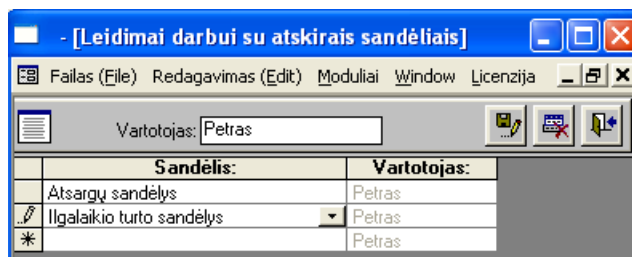 - [Leidimai darbui su atskirais sandėliais]
Failas (File) Redagavimas (Edit) Moduliai Window Licenzija
Vartotojas: Petras
Sandėlis: Vartotojas:
Atsargų sandėlys Petras
Ilgalaikio turto sandėlys Petras
Petras